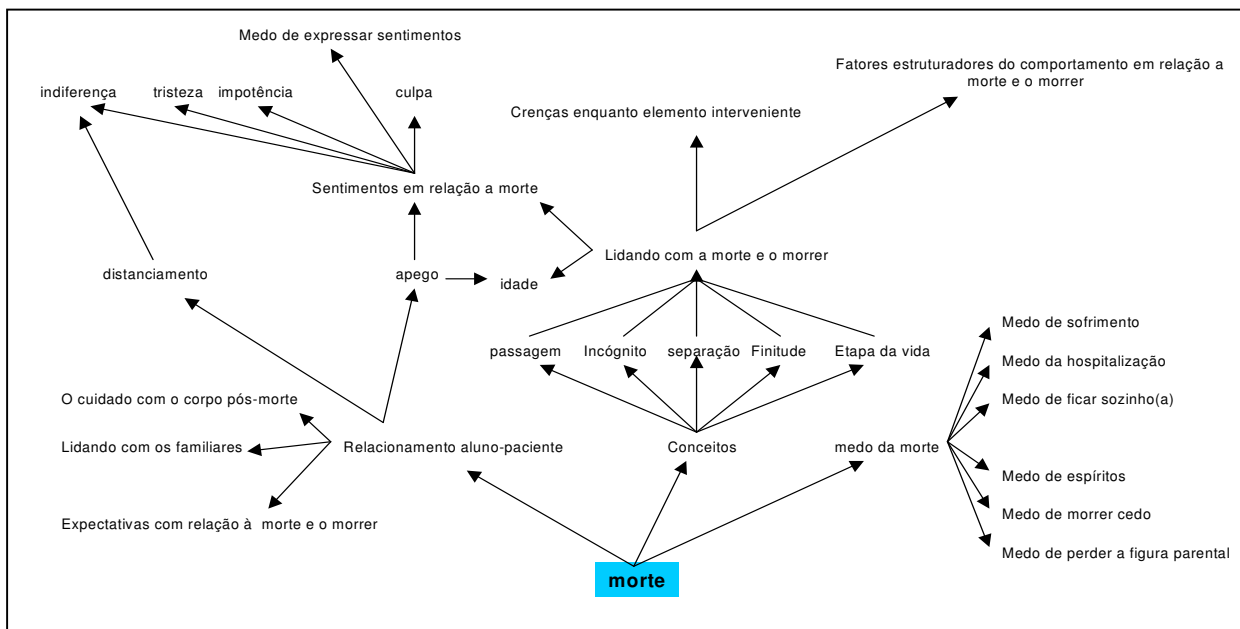 Medo de expressar sentimentos
Fatores estruturadores do comportamento em relação a
morte e o morrer
indiferença
tristeza
impotência
culpa
Crenças enquanto elemento interveniente
Sentimentos em relação a morte
Lidando com a morte e o morrer
distanciamento
apego
idade
passagem
Incógnito
separação
Finitude
Etapa da vida
Medo de sofrimento
Medo da hospitalização
Medo de ficar sozinho(a)
O cuidado com o corpo pós-morte
Lidando com os familiares
Relacionamento aluno-paciente
Conceitos
medo da morte
Medo de espíritos
Medo de morrer cedo
Expectativas com relação à morte e o morrer
Medo de perder a figura parental
morte